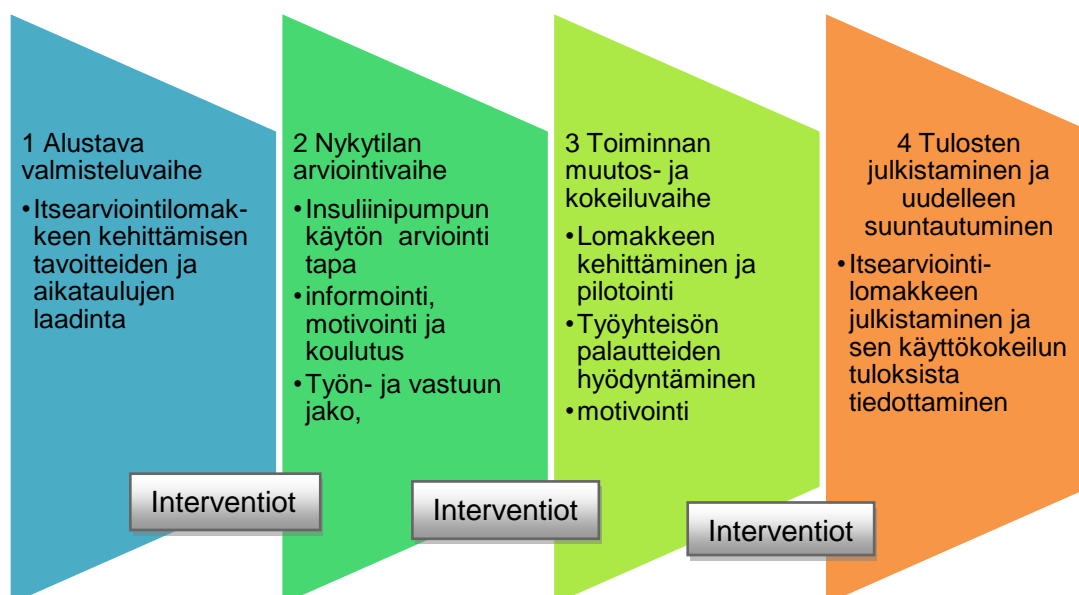 1 Alustava
valmisteluvaihe
•Itsearviointilomak-
keen kehittämisen
tavoitteiden ja
aikataulujen
laadinta
2 Nykytilan
arviointivaihe
•Insuliinipumpun
käytön arviointi
tapa
•informointi,
motivointi ja
koulutus
•Työn- ja vastuun
jako,
3 Toiminnan
muutos- ja
kokeiluvaihe
•Lomakkeen
kehittäminen ja
pilotointi
•Työyhteisön
palautteiden
hyödyntäminen
•motivointi
4 Tulosten
julkistaminen ja
uudelleen
suuntautuminen
•Itsearviointi-
lomakkeen
julkistaminen ja
sen käyttökokeilun
tuloksista
tiedottaminen
Interventiot
Interventiot
Interventiot